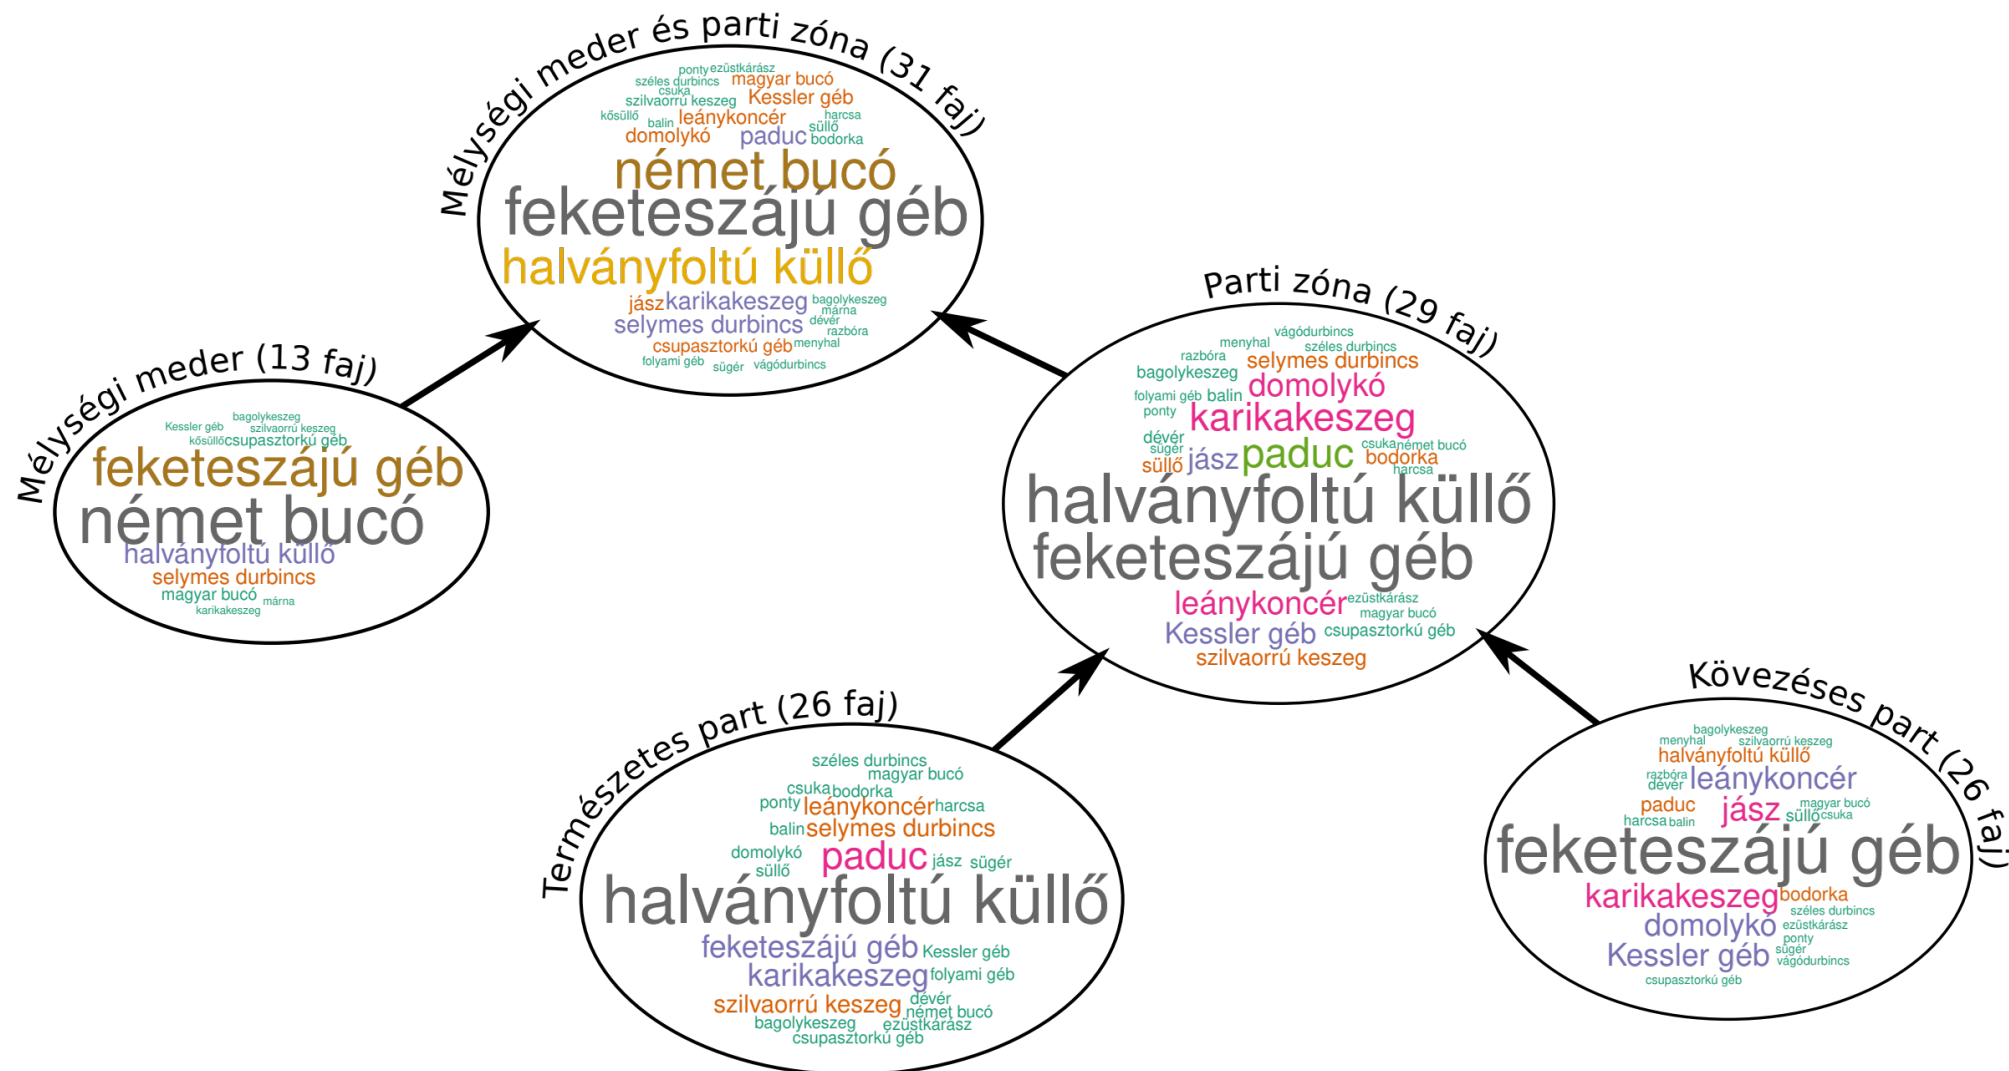 Mélységi meder és parti zóna (31 faj)
ponty ezüstkárász
széles durbincs magyar bucó
csuka
szilvaorrú keszeg Kessler géb
kősüllő balin leánykoncér harcsa
süllő
domolykó paduc bodorka
német bucó
feketeszájú géb
halványfoltú küllő
jász karikakeszeg bagolykeszeg
márna
selymes durbincs dévér
razbóra
csupasztorkú géb menyhal
folyami géb sügér vágódurbincs
Mélységi meder (13 faj)
bagolykeszeg
Kessler géb szilvaorrú keszeg
kősüllő csupasztorkú géb
feketeszájú géb
német bucó
halványfoltú küllő
selymes durbincs
magyar bucó márna
karikakeszeg
Parti zóna (29 faj)
vágódurbincs
menyhal széles durbincs
razbóra selymes durbincs
bagolykeszeg domolykó
folyami géb balin
ponty karikakeszeg
dévér csuka német bucó
sügér
süllő jász paduc bodorka
harcsa
halványfoltú küllő
feketeszájú géb
leánykoncér ezüstkárász
magyar bucó
Kessler géb csupasztorkú géb
szilvaorrú keszeg
Természetes part (26 faj)
széles durbincs
magyar bucó
csuka bodorka
ponty leánykoncér harcsa
balin selymes durbincs
domolykó paduc jász sügér
süllő
halványfoltú küllő
feketeszájú géb Kessler géb
karikakeszeg folyami géb
szilvaorrú keszeg dévér
német bucó
bagolykeszeg ezüstkárász
csupasztorkú géb
Kövezéses part (26 faj)
bagolykeszeg
menyhal szilvaorrú keszeg
halványfoltú küllő
razbóra leánykoncér
dévér
paduc jász magyar bucó
harcsa balin süllő csuka
feketeszájú géb
karikakeszeg bodorka
széles durbincs
domolykó ezüstkárász
ponty
Kessler géb sügér
vágódurbincs
csupasztorkú géb